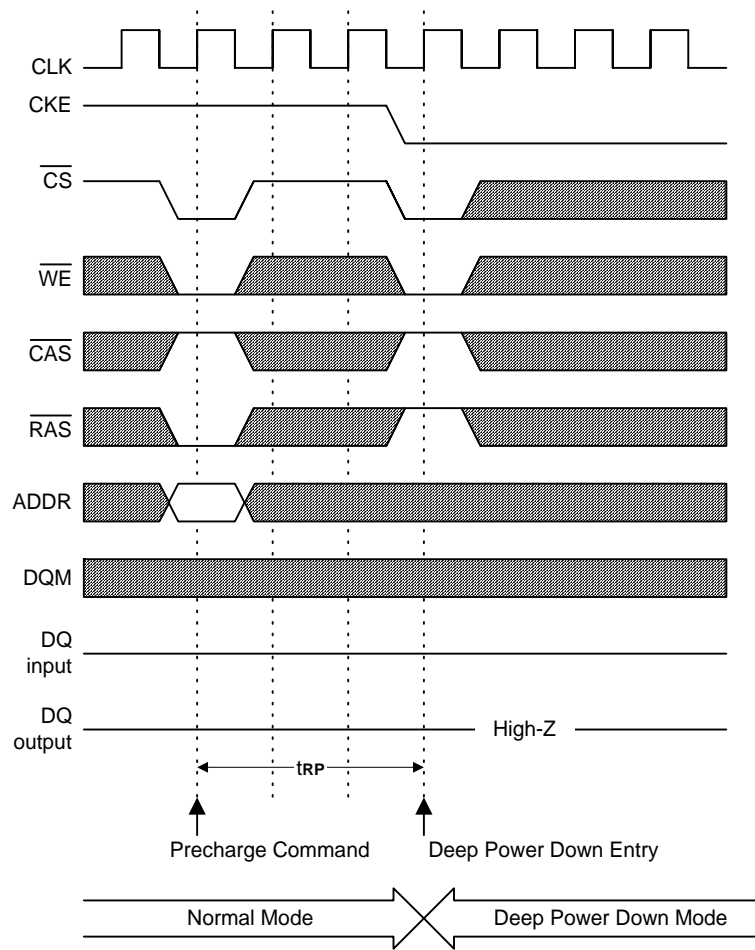 CLK
CKE
CS
WE
CAS
RAS
ADDR
DQM
DQ
input
DQ
output
High-Z
tRP
Precharge Command
Deep Power Down Entry
Normal Mode
Deep Power Down Mode